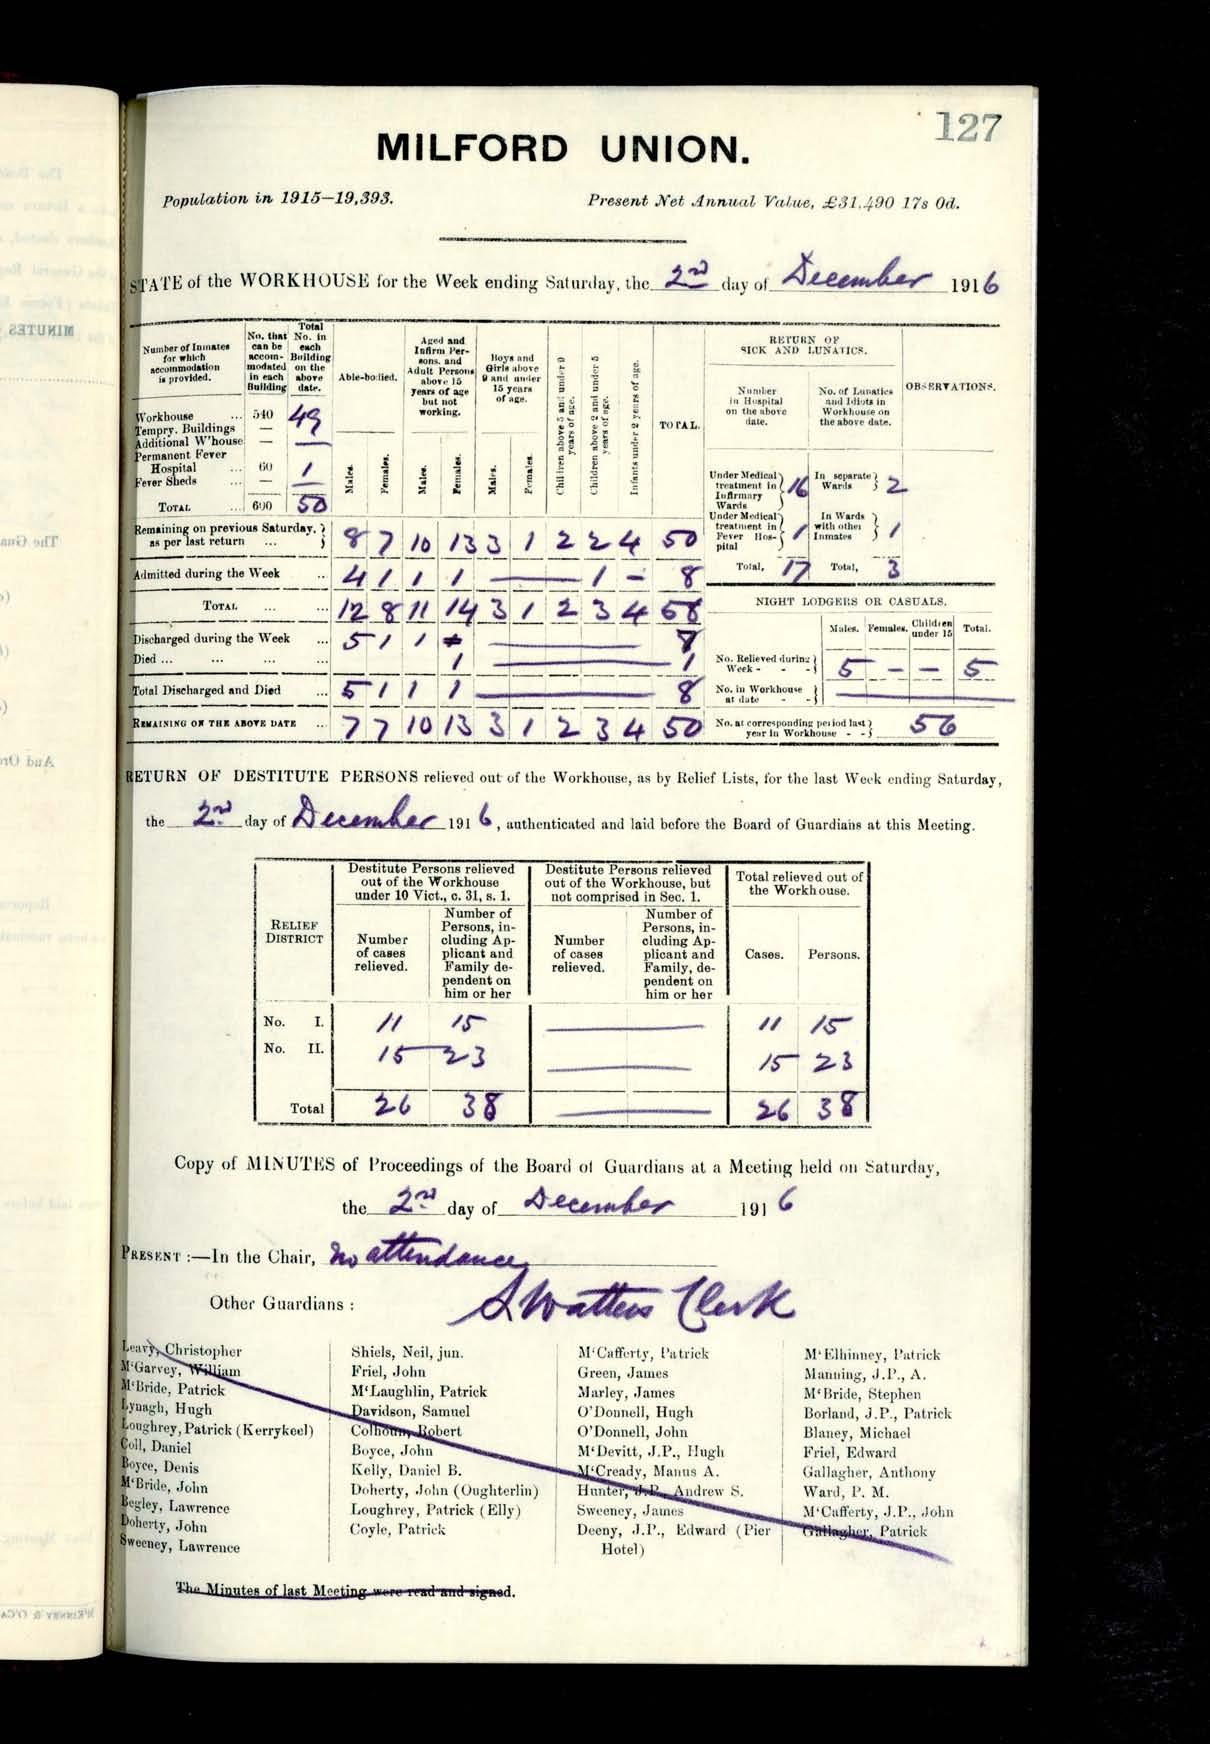 127
MILFORD UNION.
Population in 1915—19,393. Present Net Annual Value, £31,490 17s 0d.
STATE of the WORKHOUSE for the Week ending Saturday, the 2nd day of December 1916
Number of Inmates for which accommodation is provided. | No. that can be accommodated in each Building | Total No. in each Building on the above date.
Workhouse ... 540 49
Tempry. Buildings —
Additional W'house — —
Permanent Fever
Hospital ... 60 1
Fever Sheds ... — —
TOTAL ... 600 50
Able-bodied. Males. Females.
Aged and Infirm Persons, and Adult Persons above 15 years of age but not working. Males. Females.
Boys and Girls above 9 and under 15 years of age. Males. Females.
Children above 5 and under 9 years of age.
Children above 2 and under 5 years of age.
Infants under 2 years of age.
TOTAL.
Remaining on previous Saturday, as per last return ... 8 7 10 13 3 1 2 2 4 50
Admitted during the Week .. 4 1 1 1 — 1 - 8
TOTAL ... ... 12 8 11 14 3 1 2 3 4 58
Discharged during the Week ... 5 1 1 — 7
Died ... ... ... ... 1 — 1
Total Discharged and Died ... 5 1 1 1 — 8
REMAINING ON THE ABOVE DATE ... 7 7 10 13 3 1 2 3 4 50
RETURN OF SICK AND LUNATICS.
Number in Hospital on the above date. | No. of Lunatics and Idiots in Workhouse on the above date.
OBSERVATIONS.
Under Medical treatment in Infirmary Wards 16 | In separate Wards 2
Under Medical treatment in Fever Hospital 1 | In Wards with other Inmates 1
Total, 17 Total, 3
NIGHT LODGERS OR CASUALS.
Males. Females. Children under 15 Total.
No. Relieved during Week - - - 5 – – 5
No. in Workhouse at date - - —
No. at corresponding period last year in Workhouse - - 56
RETURN OF DESTITUTE PERSONS relieved out of the Workhouse, as by Relief Lists, for the last Week ending Saturday,
the 2nd day of December 1916, authenticated and laid before the Board of Guardians at this Meeting.
RELIEF DISTRICT
Destitute Persons relieved out of the Workhouse under 10 Vict., c. 31, s. 1.
Number of cases relieved. | Number of Persons, including Applicant and Family dependent on him or her
Destitute Persons relieved out of the Workhouse, but not comprised in Sec. 1.
Number of cases relieved. | Number of Persons, including Applicant and Family, dependent on him or her
Total relieved out of the Workhouse.
Cases. Persons.
No. I. 11 15 — 11 15
No. II. 15 23 — 15 23
Total 26 38 — 26 38
Copy of MINUTES of Proceedings of the Board of Guardians at a Meeting held on Saturday,
the 2nd day of December 1916
PRESENT :—In the Chair, no attendance
Other Guardians : S Watters Clerk
Leavy, Christopher
M'Garvey, William
M'Bride, Patrick
Lynagh, Hugh
Loughrey, Patrick (Kerrykeel)
Coll, Daniel
Boyce, Denis
M'Bride, John
Begley, Lawrence
Doherty, John
Sweeney, Lawrence
Shiels, Neil, jun.
Friel, John
M'Laughlin, Patrick
Davidson, Samuel
Colhoun, Robert
Boyce, John
Kelly, Daniel B.
Doherty, John (Oughterlin)
Loughrey, Patrick (Elly)
Coyle, Patrick
M'Cafferty, Patrick
Green, James
Marley, James
O'Donnell, Hugh
O'Donnell, John
M'Devitt, J.P., Hugh
M'Cready, Manus A.
Hunter, J.P., Andrew S.
Sweeney, James
Deeny, J.P., Edward (Pier
Hotel)
M'Elhinney, Patrick
Manning, J.P., A.
M'Bride, Stephen
Borland, J.P., Patrick
Blaney, Michael
Friel, Edward
Gallagher, Anthony
Ward, P. M.
M'Cafferty, J.P., John
Gallagher, Patrick
The Minutes of last Meeting were read and signed.